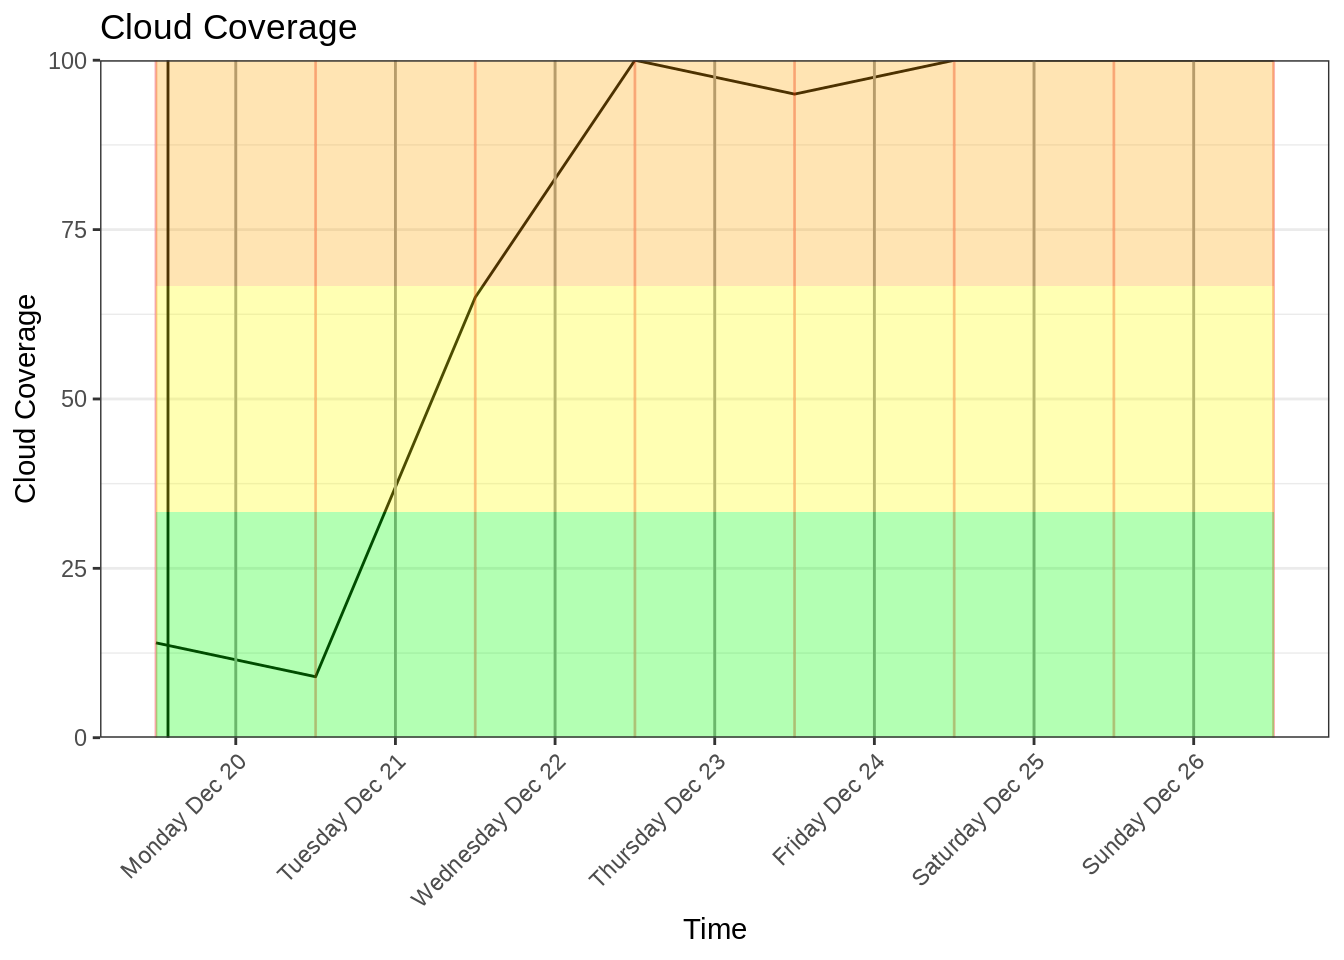 Cloud Coverage
100
75
50
25
0
Cloud Coverage
Monday Dec 20
Tuesday Dec 21
Wednesday Dec 22
Thursday Dec 23
Friday Dec 24
Saturday Dec 25
Sunday Dec 26
Time